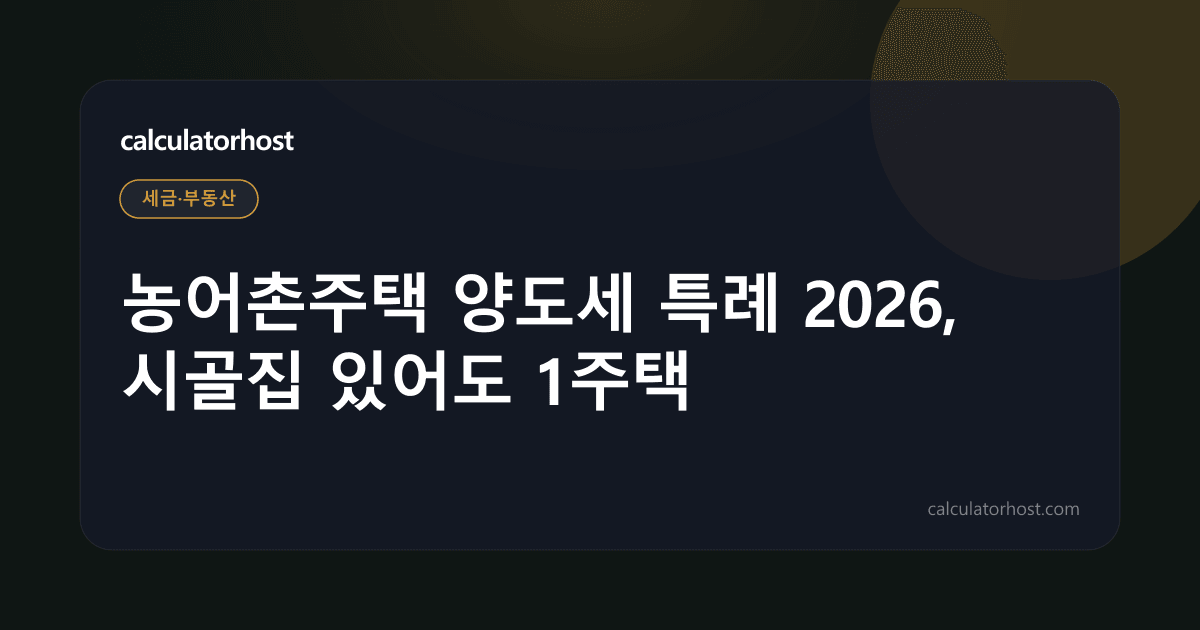 calculatorhost
세금·부동산
농어촌주택 양도세 특례 2026,
시골집 있어도 1주택
calculatorhost.com